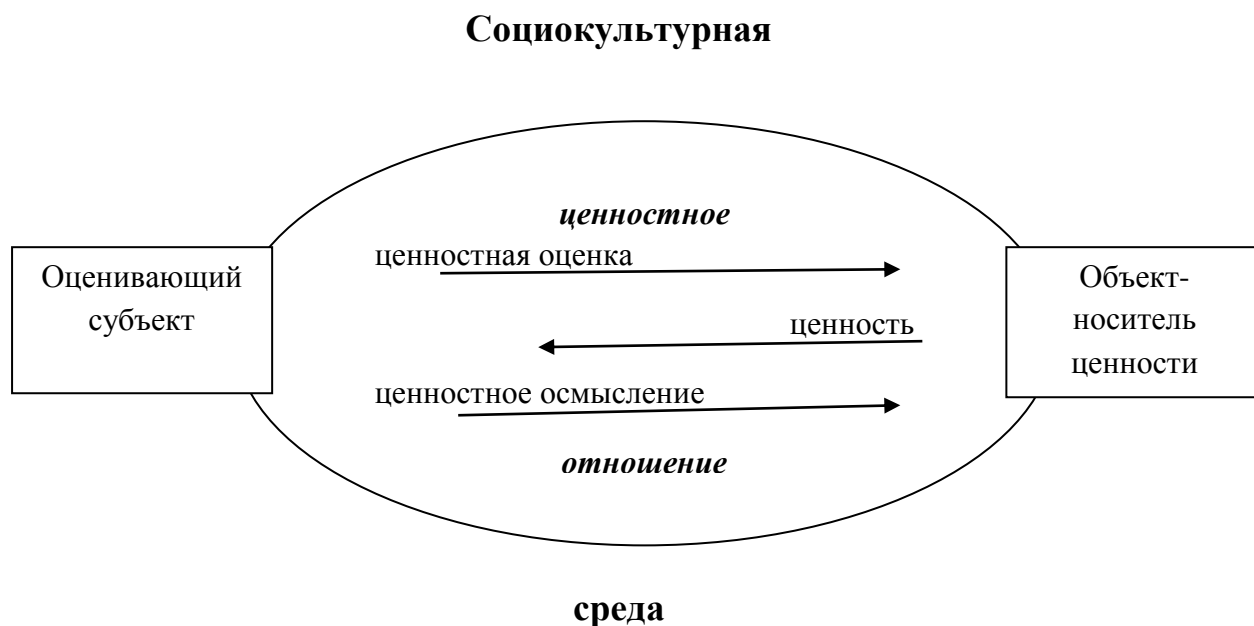 Социокультурная
ценностное
ценностная оценка
Оценивающий
субъект
Объект-
носитель
ценности
ценность
ценностное осмысление
отношение
среда